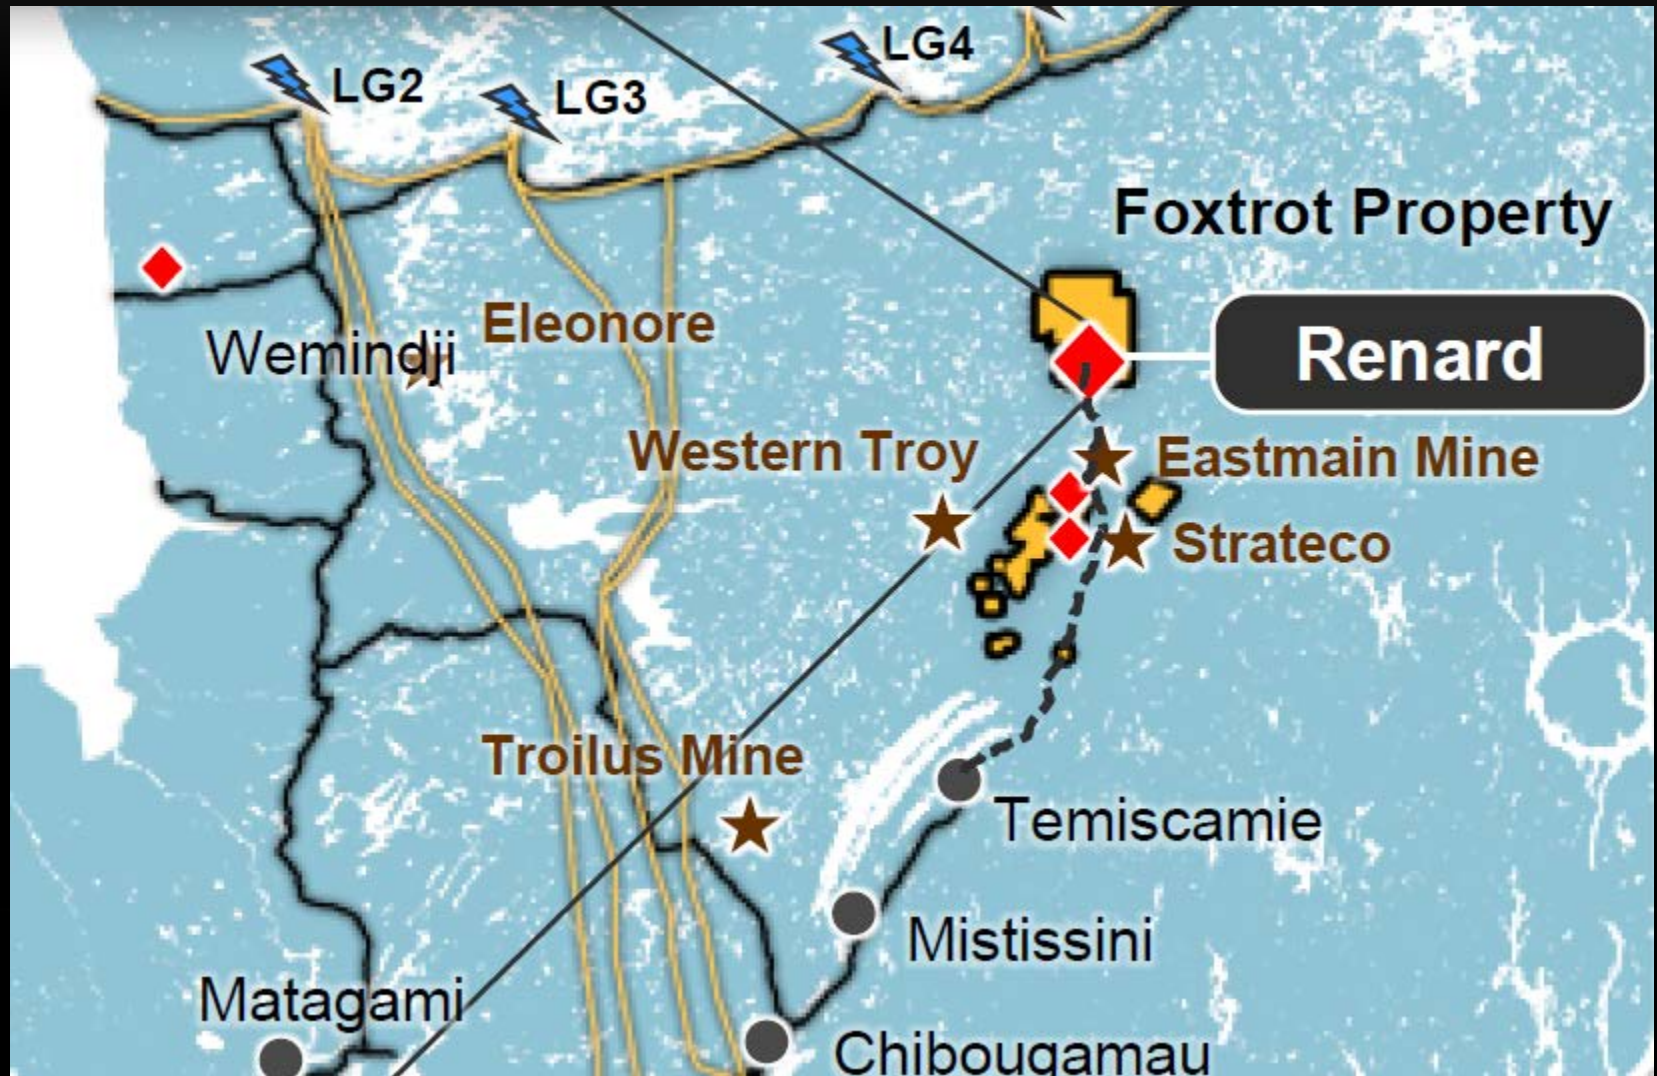 LG4
LG2
LG3
Foxtrot Property
Eleonore
Wemindji
Renard
Western Troy
Eastmain Mine
Strateco
Troilus Mine
Temiscamie
Mistissini
Matagami
Chibougamau